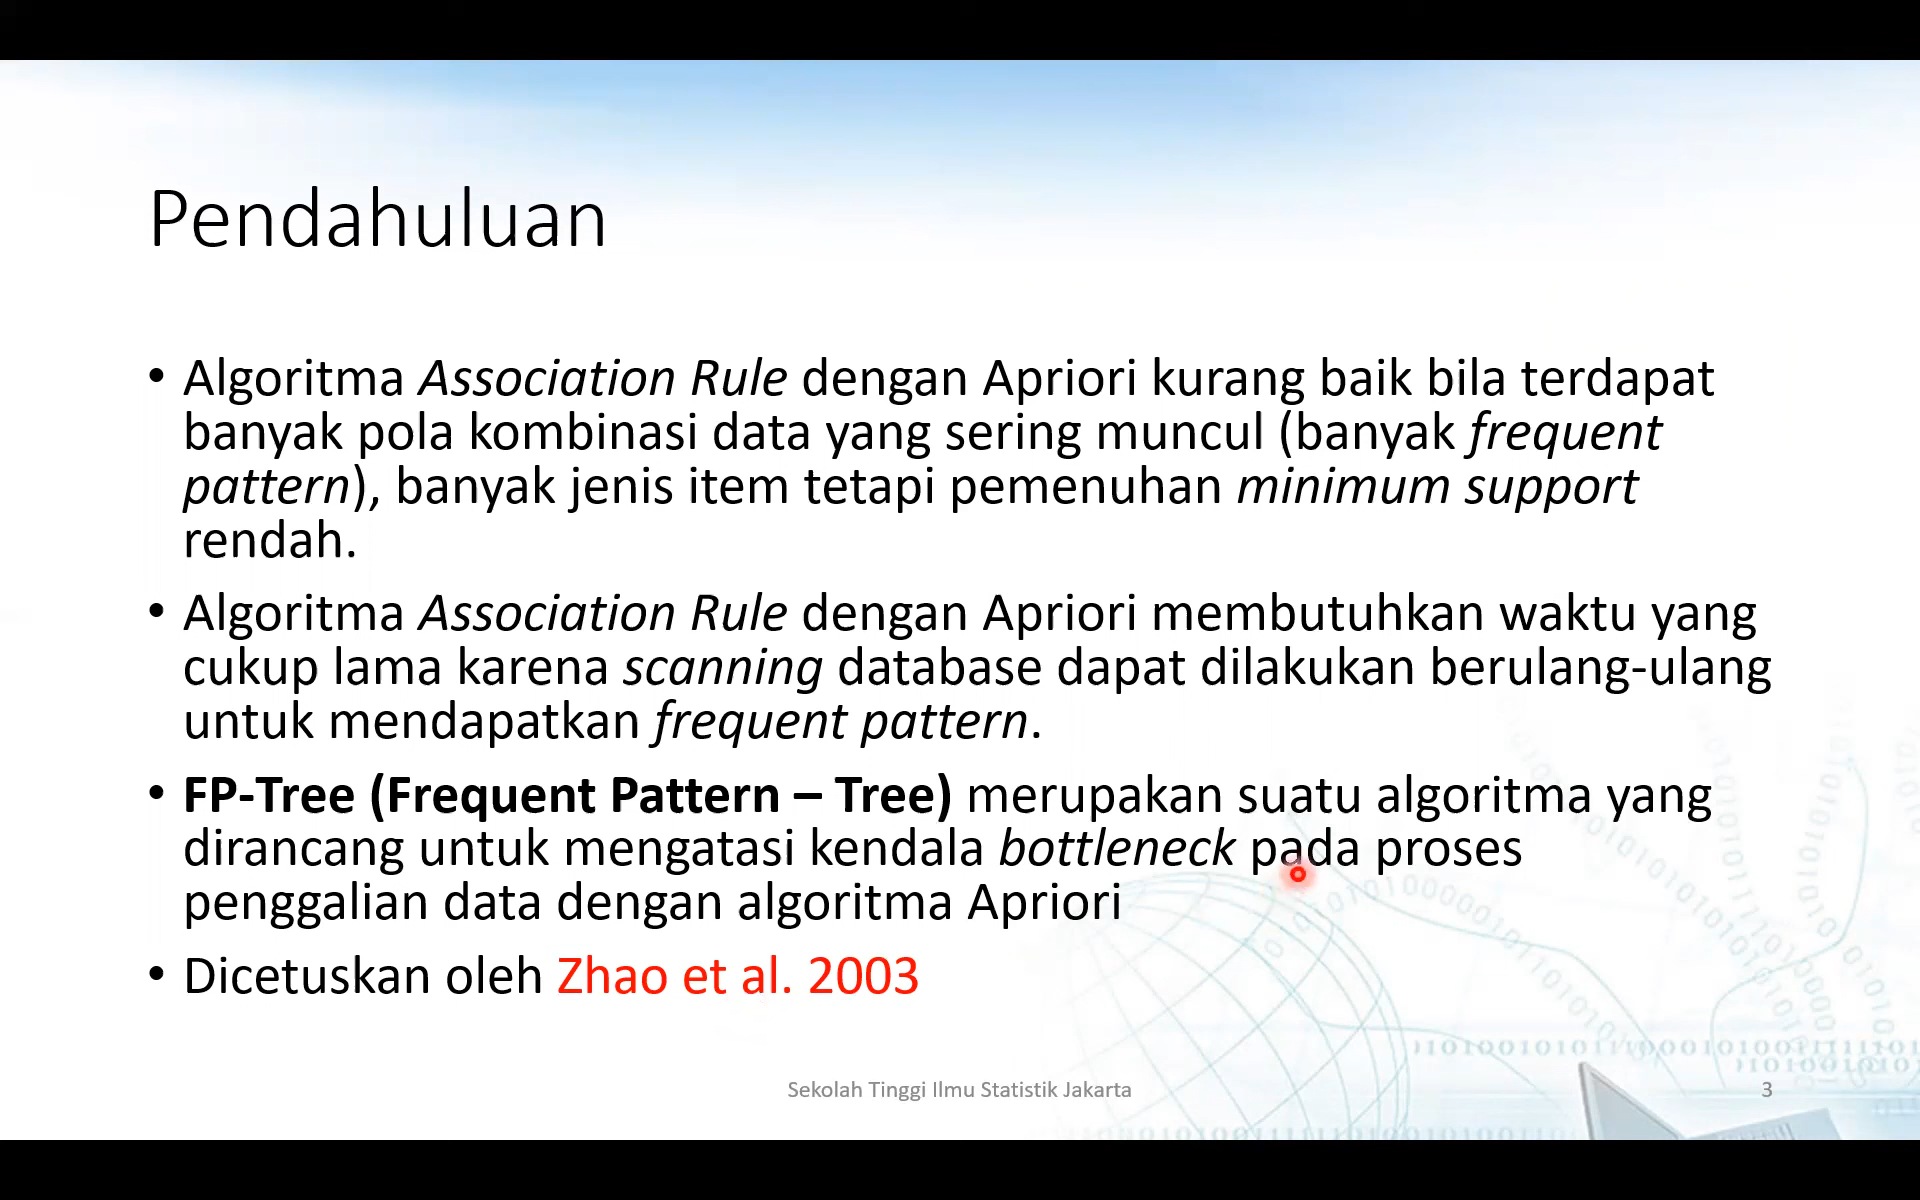 Pendahuluan
• Algoritma Association Rule dengan Apriori kurang baik bila terdapat
banyak pola kombinasi data yang sering muncul (banyak frequent
pattern), banyak jenis item tetapi pemenuhan minimum support
rendah.
• Algoritma Association Rule dengan Apriori membutuhkan waktu yang
cukup lama karena scanning database dapat dilakukan berulang-ulang
untuk mendapatkan frequent pattern.
• FP-Tree (Frequent Pattern – Tree) merupakan suatu algoritma yang
dirancang untuk mengatasi kendala bottleneck pada proses
penggalian data dengan algoritma Apriori
• Dicetuskan oleh Zhao et al. 2003
Sekolah Tinggi Ilmu Statistik Jakarta
3